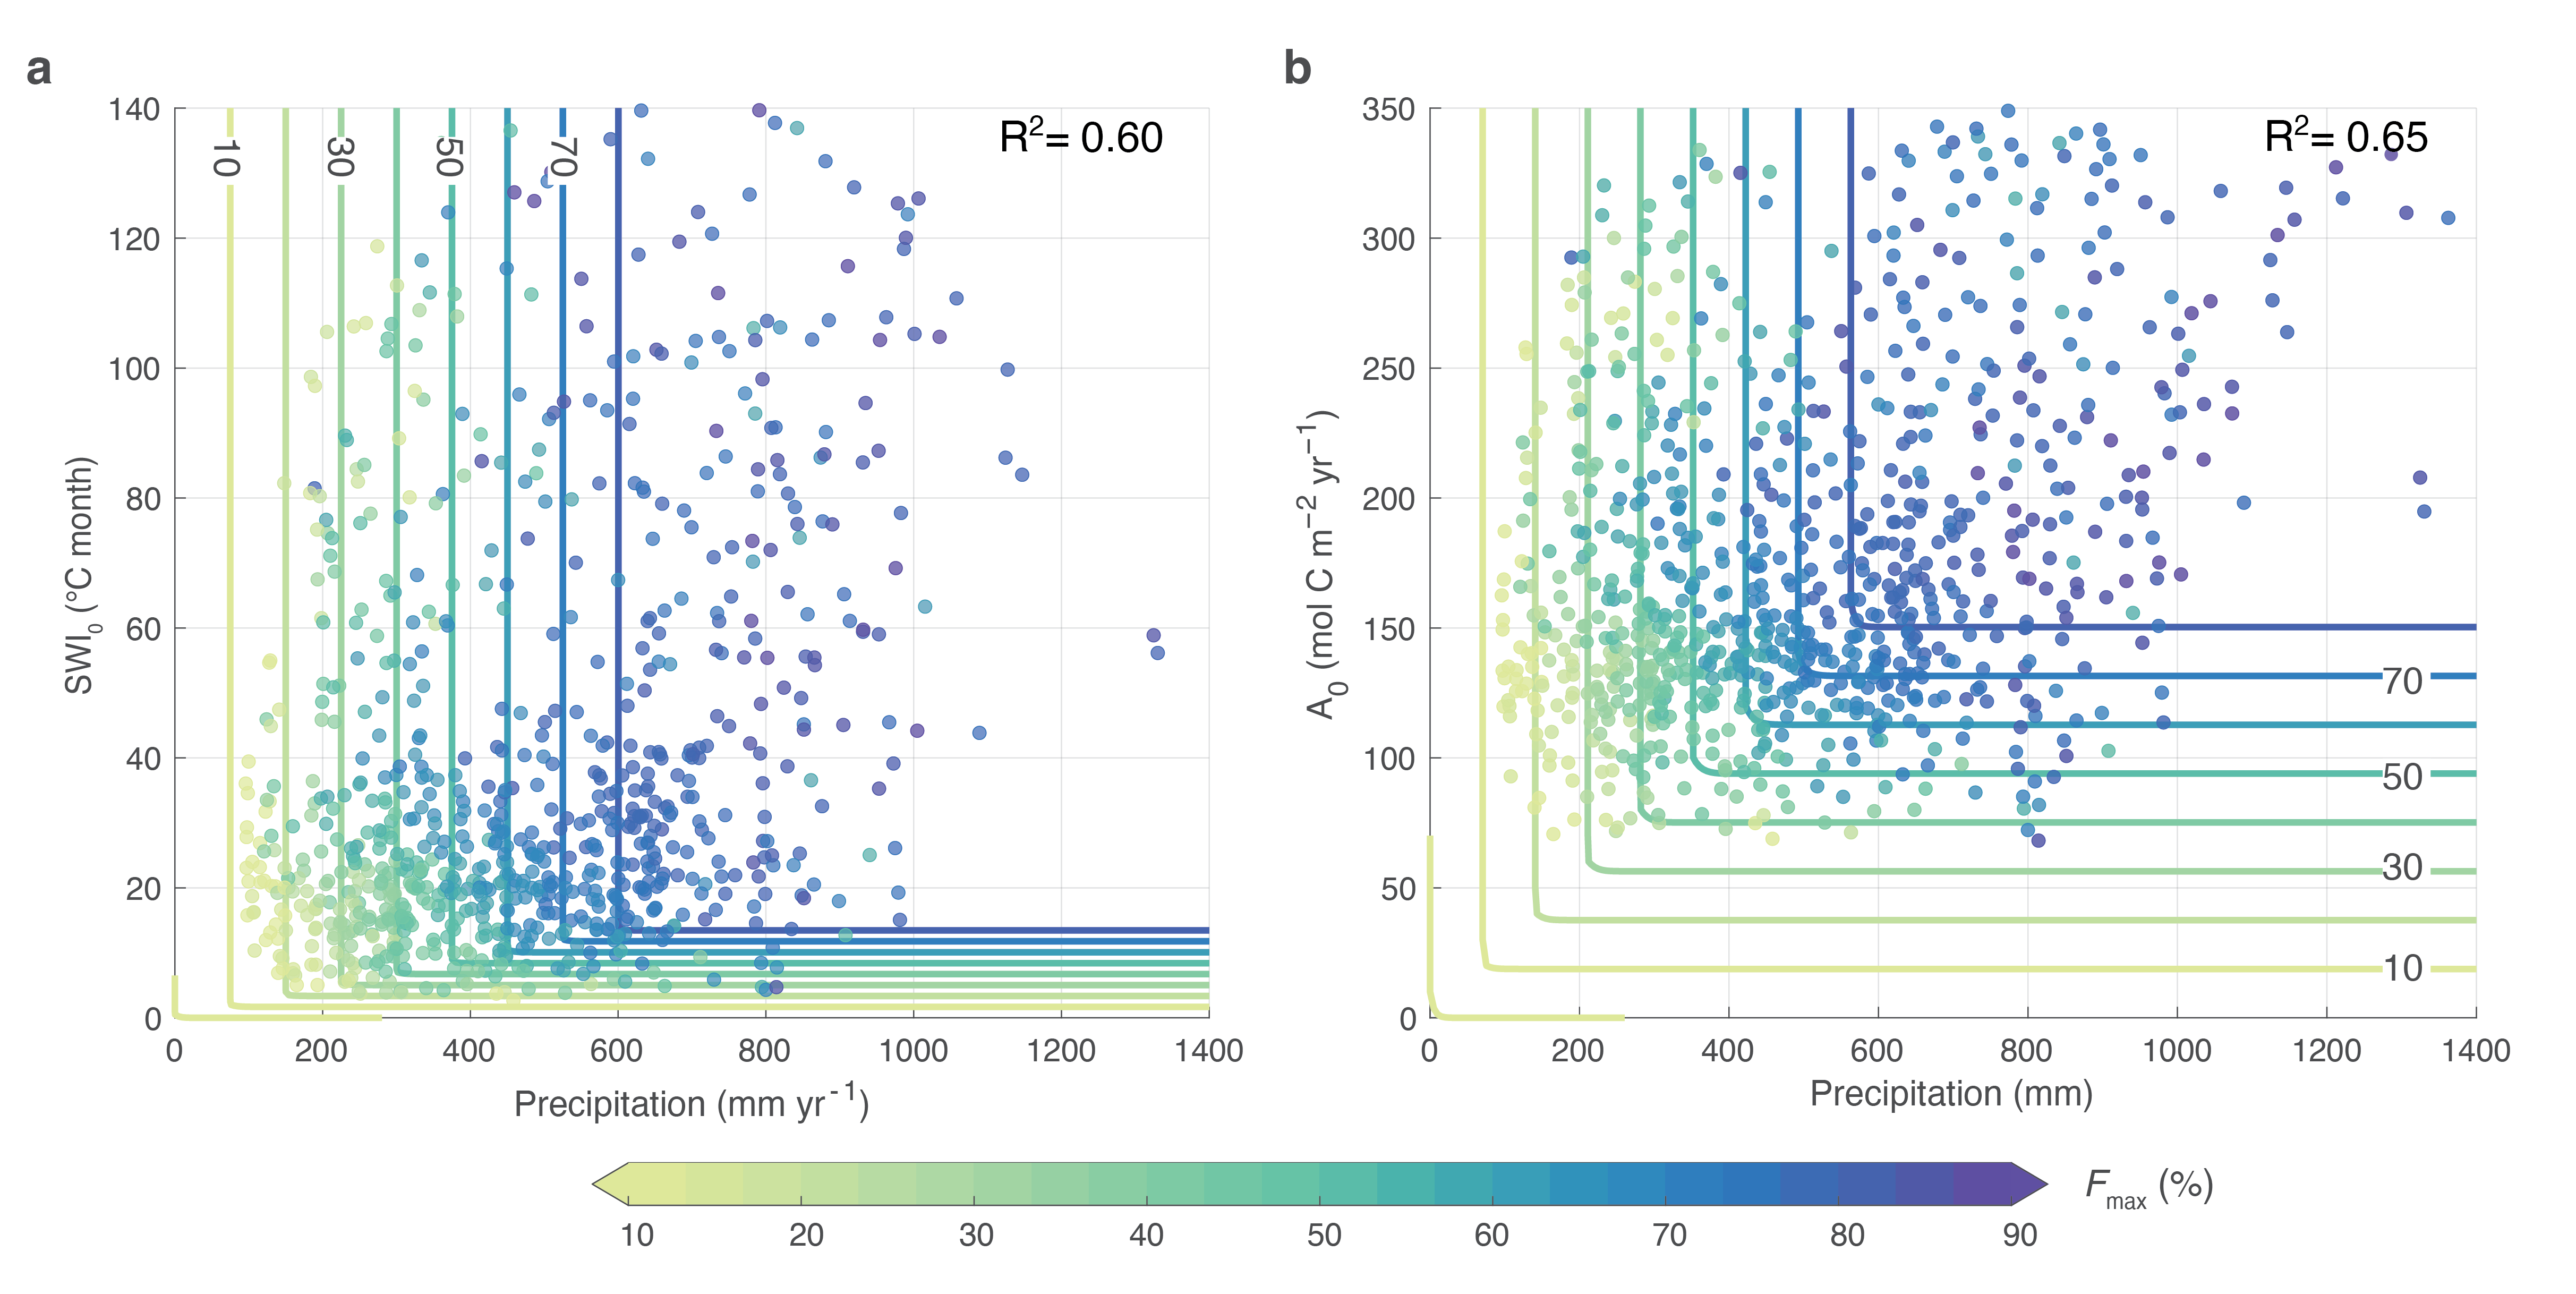 a
b
R²= 0.60
R²= 0.65
10
30
50
70
140
120
100
80
60
40
20
0
SWI₀ (°C month)
0 200 400 600 800 1000 1200 1400
Precipitation (mm yr⁻¹)
350
300
250
200
150
100
50
0
A₀ (mol C m⁻² yr⁻¹)
70
50
30
10
0 200 400 600 800 1000 1200 1400
Precipitation (mm)
10 20 30 40 50 60 70 80 90
Fmax (%)